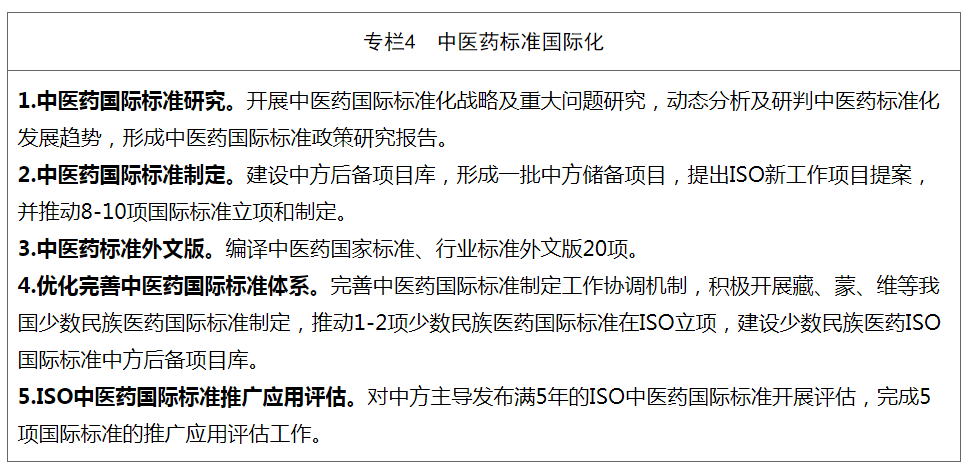 专栏4　中医药标准国际化
1.中医药国际标准研究。开展中医药国际标准化战略及重大问题研究，动态分析及研判中医药标准化
发展趋势，形成中医药国际标准政策研究报告。
2.中医药国际标准制定。建设中方后备项目库，形成一批中方储备项目，提出ISO新工作项目提案，
并推动8-10项国际标准立项和制定。
3.中医药标准外文版。编译中医药国家标准、行业标准外文版20项。
4.优化完善中医药国际标准体系。完善中医药国际标准制定工作协调机制，积极开展藏、蒙、维等我
国少数民族医药国际标准制定，推动1-2项少数民族医药国际标准在ISO立项，建设少数民族医药ISO
国际标准中方后备项目库。
5.ISO中医药国际标准推广应用评估。对中方主导发布满5年的ISO中医药国际标准开展评估，完成5
项国际标准的推广应用评估工作。